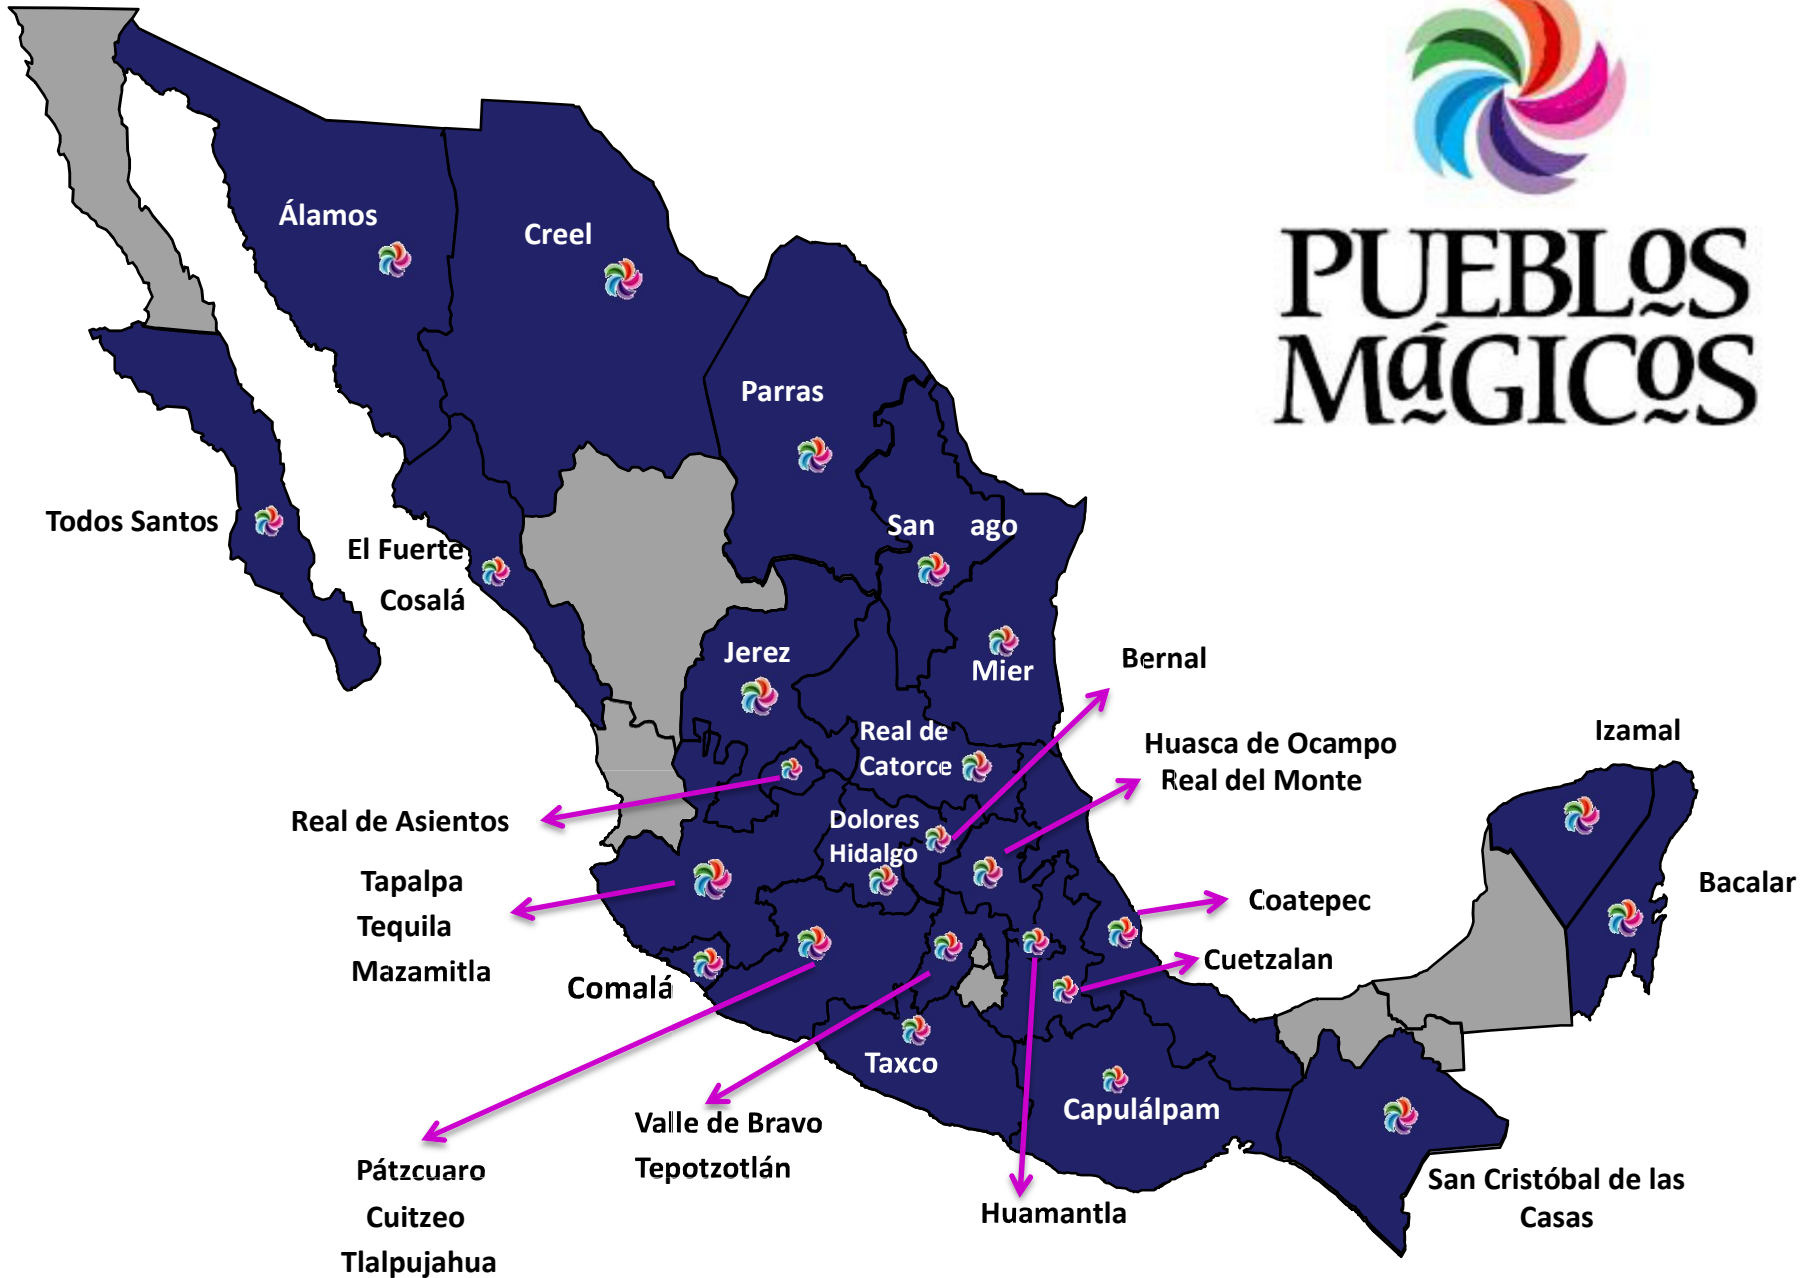 PUEBLOS
MáGICOS
Álamos
Creel
Parras
Todos Santos
El Fuerte
Cosalá
San ago
Jerez
Mier
Bernal
Real de
Catorce
Huasca de Ocampo
Real del Monte
Izamal
Real de Asientos
Dolores
Hidalgo
Tapalpa
Tequila
Mazamitla
Bacalar
Coatepec
Cuetzalan
Comalá
Taxco
Capulálpam
Valle de Bravo
Tepotzotlán
Pátzcuaro
Cuitzeo
Tlalpujahua
Huamantla
San Cristóbal de las
Casas